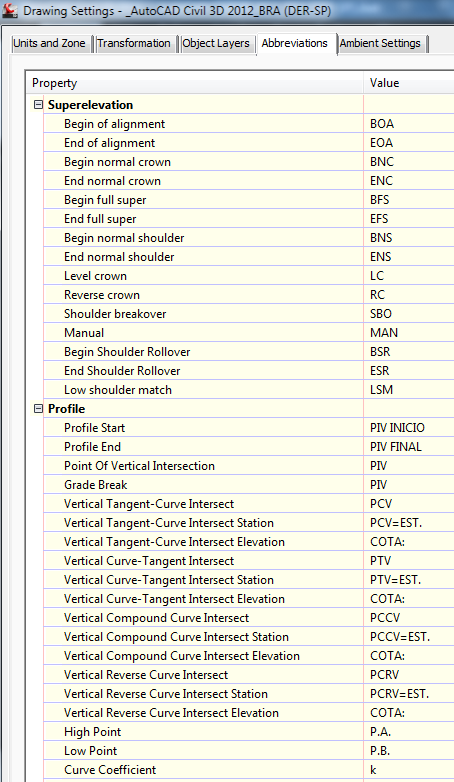 Drawing Settings - _AutoCAD Civil 3D 2012_BRA (DER-SP)
Units and Zone Transformation Object Layers Abbreviations Ambient Settings
Property Value
Superelevation
Begin of alignment BOA
End of alignment EOA
Begin normal crown BNC
End normal crown ENC
Begin full super BFS
End full super EFS
Begin normal shoulder BNS
End normal shoulder ENS
Level crown LC
Reverse crown RC
Shoulder breakover SBO
Manual MAN
Begin Shoulder Rollover BSR
End Shoulder Rollover ESR
Low shoulder match LSM
Profile
Profile Start PIV INICIO
Profile End PIV FINAL
Point Of Vertical Intersection PIV
Grade Break PIV
Vertical Tangent-Curve Intersect PCV
Vertical Tangent-Curve Intersect Station PCV=EST.
Vertical Tangent-Curve Intersect Elevation COTA:
Vertical Curve-Tangent Intersect PTV
Vertical Curve-Tangent Intersect Station PTV=EST.
Vertical Curve-Tangent Intersect Elevation COTA:
Vertical Compound Curve Intersect PCCV
Vertical Compound Curve Intersect Station PCCV=EST.
Vertical Compound Curve Intersect Elevation COTA:
Vertical Reverse Curve Intersect PCRV
Vertical Reverse Curve Intersect Station PCRV=EST.
Vertical Reverse Curve Intersect Elevation COTA:
High Point P.A.
Low Point P.B.
Curve Coefficient k